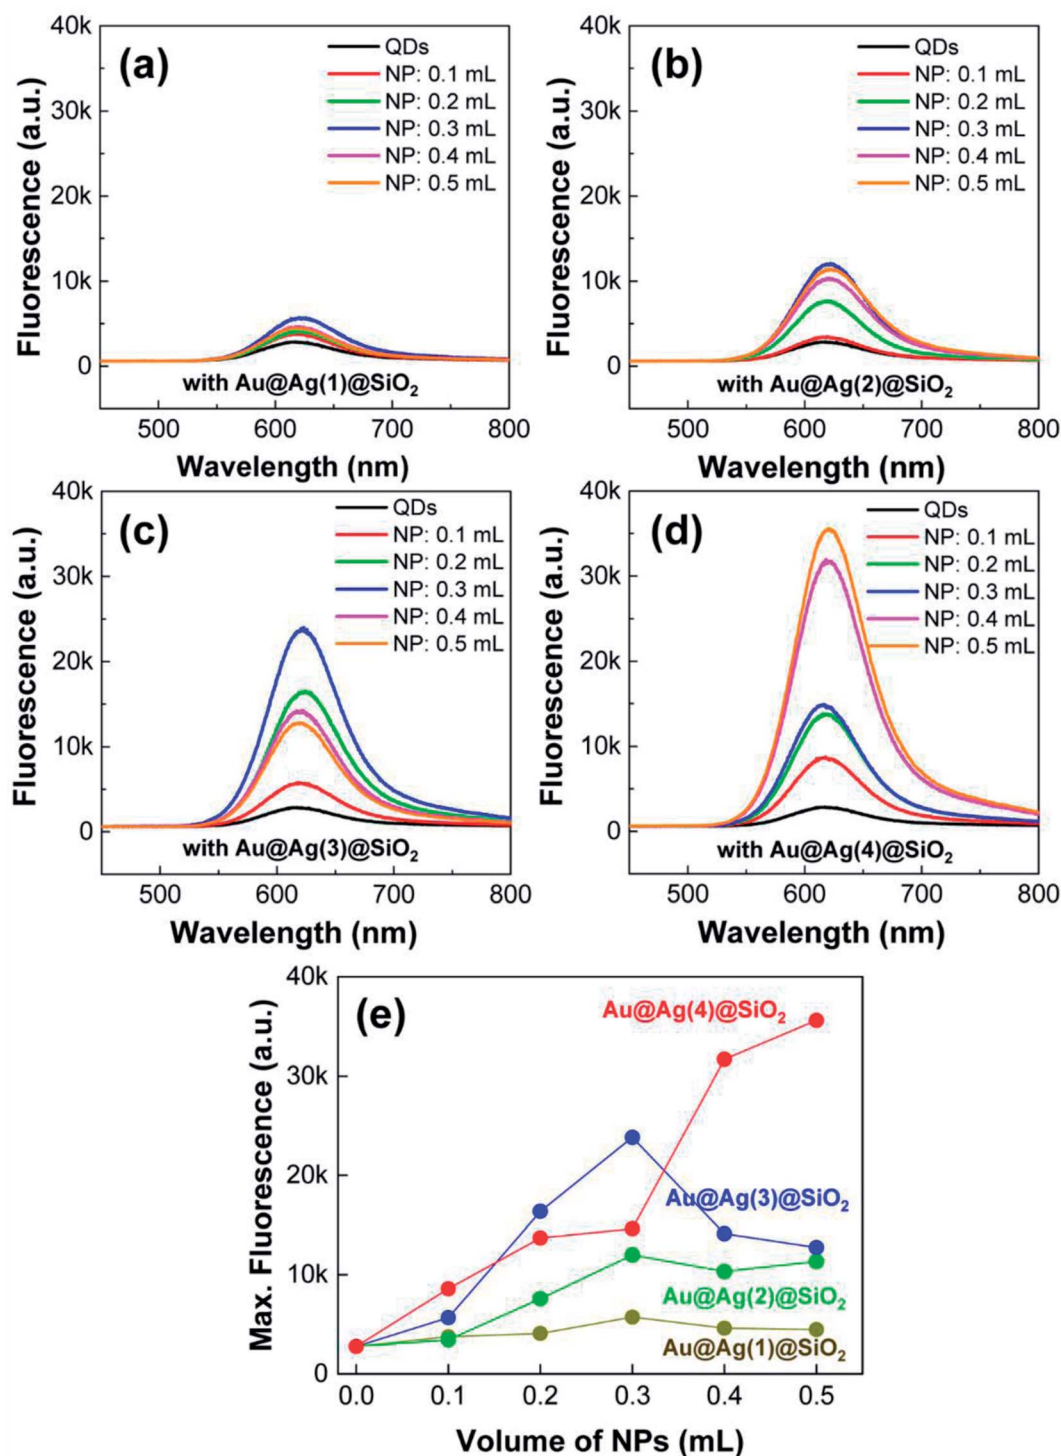 (a)
40k
30k
20k
10k
0
Fluorescence (a.u.)
QDs
NP: 0.1 mL
NP: 0.2 mL
NP: 0.3 mL
NP: 0.4 mL
NP: 0.5 mL
with Au@Ag(1)@SiO₂
500 600 700 800
Wavelength (nm)
(b)
40k
30k
20k
10k
0
Fluorescence (a.u.)
QDs
NP: 0.1 mL
NP: 0.2 mL
NP: 0.3 mL
NP: 0.4 mL
NP: 0.5 mL
with Au@Ag(2)@SiO₂
500 600 700 800
Wavelength (nm)
(c)
40k
30k
20k
10k
0
Fluorescence (a.u.)
QDs
NP: 0.1 mL
NP: 0.2 mL
NP: 0.3 mL
NP: 0.4 mL
NP: 0.5 mL
with Au@Ag(3)@SiO₂
500 600 700 800
Wavelength (nm)
(d)
40k
30k
20k
10k
0
Fluorescence (a.u.)
QDs
NP: 0.1 mL
NP: 0.2 mL
NP: 0.3 mL
NP: 0.4 mL
NP: 0.5 mL
with Au@Ag(4)@SiO₂
500 600 700 800
Wavelength (nm)
(e)
40k
30k
20k
10k
0
Max. Fluorescence (a.u.)
Au@Ag(4)@SiO₂
Au@Ag(3)@SiO₂
Au@Ag(2)@SiO₂
Au@Ag(1)@SiO₂
0.0 0.1 0.2 0.3 0.4 0.5
Volume of NPs (mL)